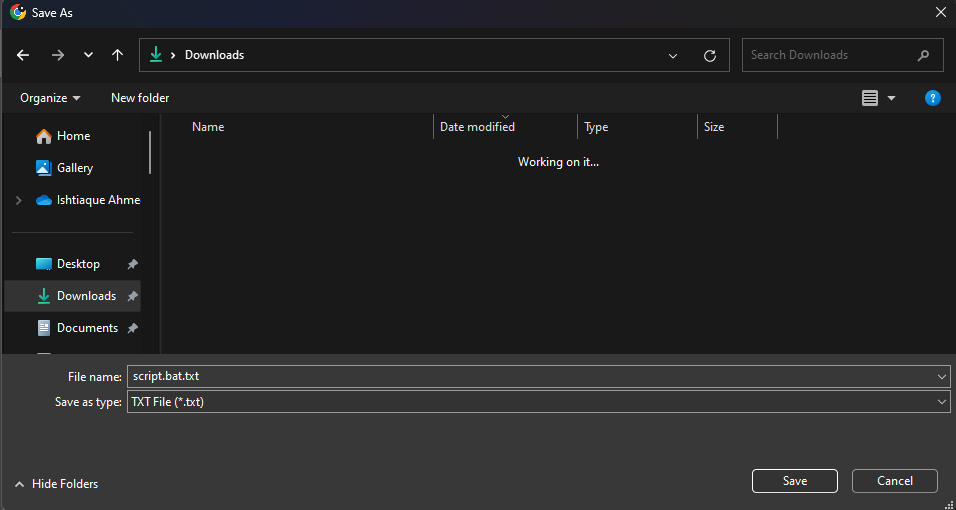 Save As
Downloads
Search Downloads
Organize
New folder
?
Name
Date modified
Type
Size
Working on it...
Home
Gallery
Ishtiaque Ahme
Desktop
Downloads
Documents
File name: script.bat.txt
Save as type: TXT File (*.txt)
Hide Folders
Save
Cancel